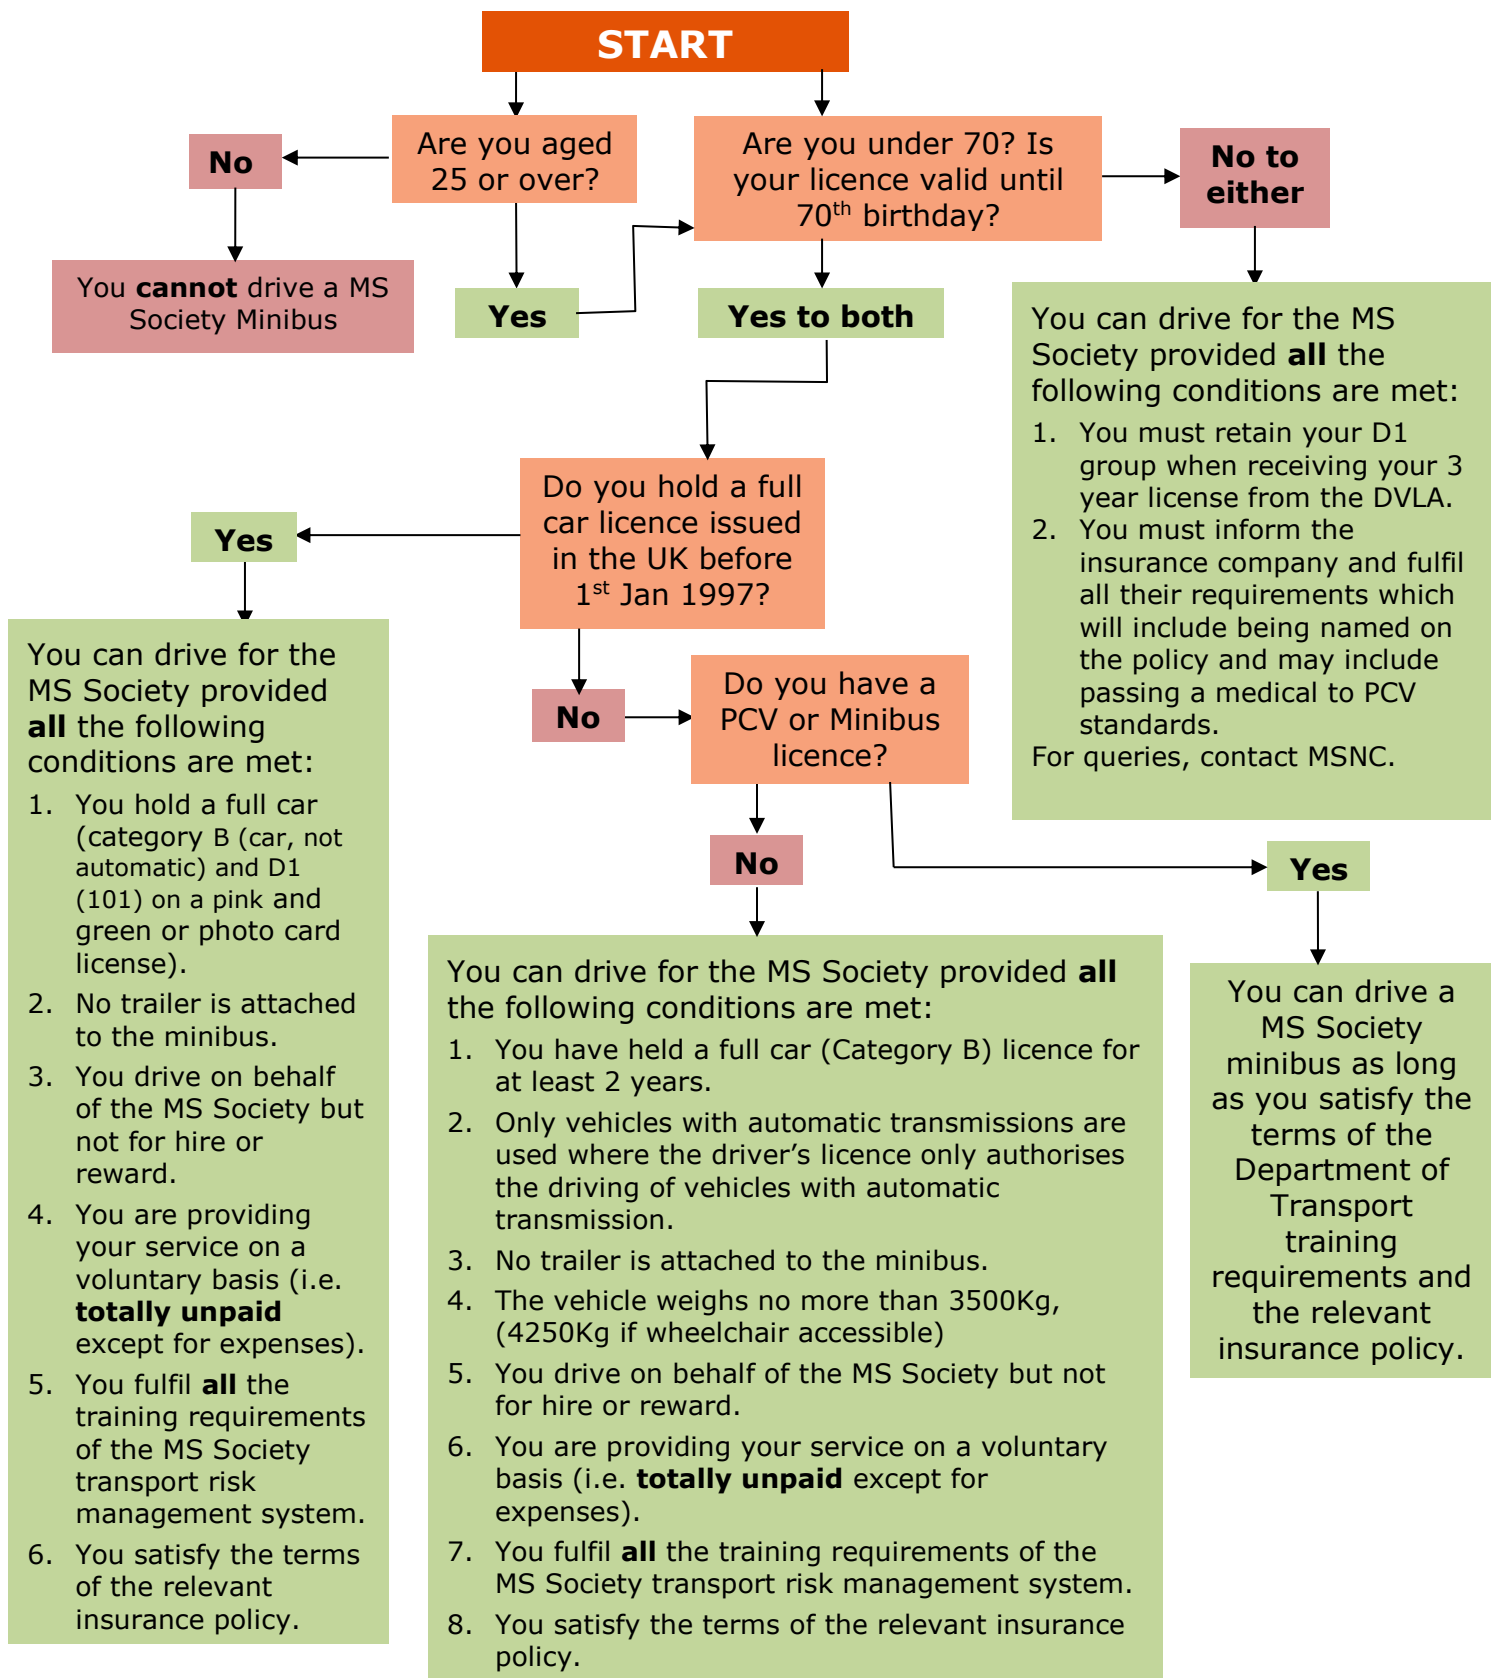 START
Are you aged
25 or over?
No
You cannot drive a MS
Society Minibus
Yes
Are you under 70? Is
your licence valid until
70th birthday?
No to
either
You can drive for the MS
Society provided all the
following conditions are met:
1. You must retain your D1
group when receiving your 3
year license from the DVLA.
2. You must inform the
insurance company and fulfil
all their requirements which
will include being named on
the policy and may include
passing a medical to PCV
standards.
For queries, contact MSNC.
Yes to both
Do you hold a full
car licence issued
in the UK before
1st Jan 1997?
Yes
You can drive for the
MS Society provided
all the following
conditions are met:
1. You hold a full car
(category B (car, not
automatic) and D1
(101) on a pink and
green or photo card
license).
2. No trailer is attached
to the minibus.
3. You drive on behalf
of the MS Society but
not for hire or
reward.
4. You are providing
your service on a
voluntary basis (i.e.
totally unpaid
except for expenses).
5. You fulfil all the
training requirements
of the MS Society
transport risk
management system.
6. You satisfy the terms
of the relevant
insurance policy.
No
Do you have a
PCV or Minibus
licence?
No
You can drive for the MS Society provided all
the following conditions are met:
1. You have held a full car (Category B) licence for
at least 2 years.
2. Only vehicles with automatic transmissions are
used where the driver’s licence only authorises
the driving of vehicles with automatic
transmission.
3. No trailer is attached to the minibus.
4. The vehicle weighs no more than 3500Kg,
(4250Kg if wheelchair accessible)
5. You drive on behalf of the MS Society but not
for hire or reward.
6. You are providing your service on a voluntary
basis (i.e. totally unpaid except for
expenses).
7. You fulfil all the training requirements of the
MS Society transport risk management system.
8. You satisfy the terms of the relevant insurance
policy.
Yes
You can drive a
MS Society
minibus as long
as you satisfy the
terms of the
Department of
Transport
training
requirements and
the relevant
insurance policy.